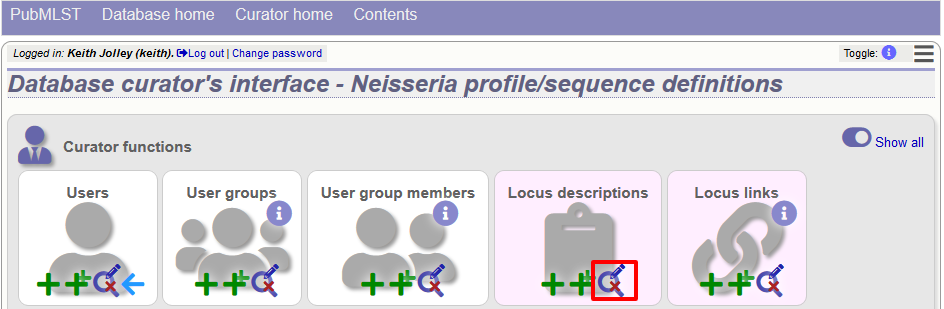 PubMLST Database home Curator home Contents
Logged in: Keith Jolley (keith). Log out | Change password Toggle: i
Database curator's interface - Neisseria profile/sequence definitions
Curator functions Show all
Users User groups User group members Locus descriptions Locus links